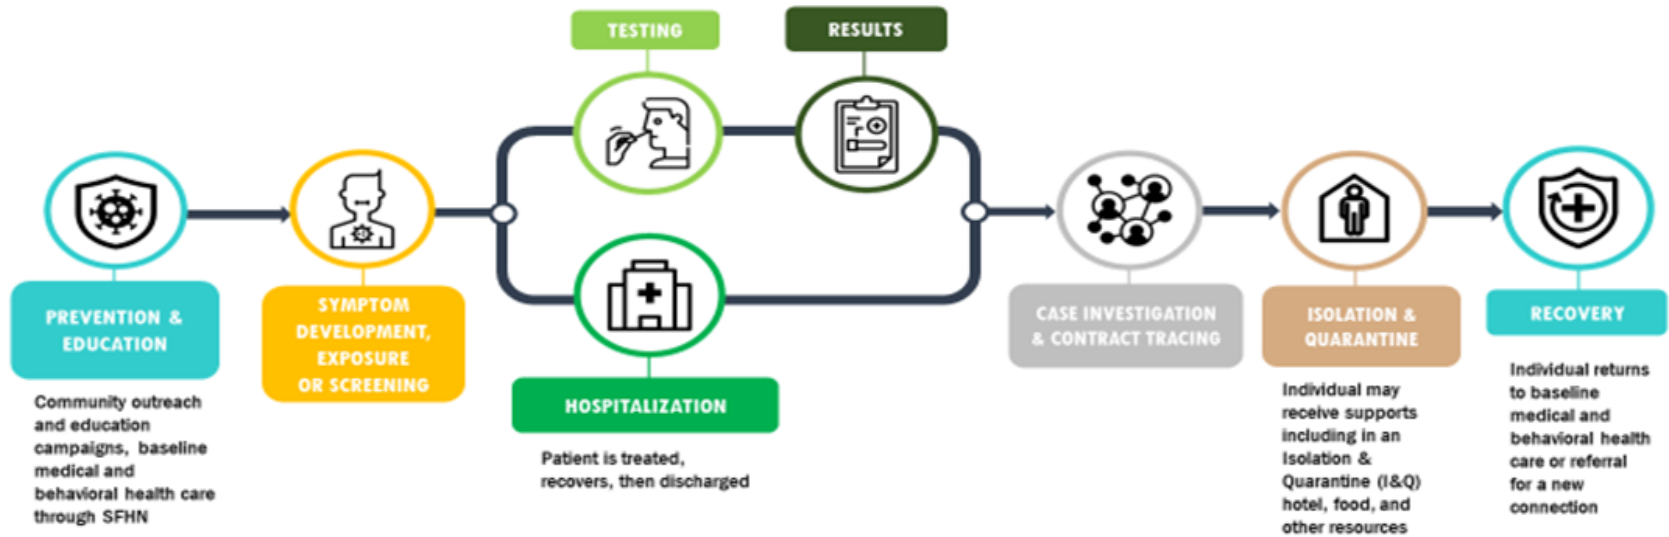 TESTING
RESULTS
PREVENTION &
EDUCATION
Community outreach
and education
campaigns, baseline
medical and
behavioral health care
through SFHN
SYMPTOM
DEVELOPMENT,
EXPOSURE
OR SCREENING
HOSPITALIZATION
Patient is treated,
recovers, then discharged
CASE INVESTIGATION
& CONTRACT TRACING
ISOLATION &
QUARANTINE
Individual may
receive supports
including in an
Isolation &
Quarantine (I&Q)
hotel, food, and
other resources
RECOVERY
Individual returns
to baseline
medical and
behavioral health
care or referral
for a new
connection